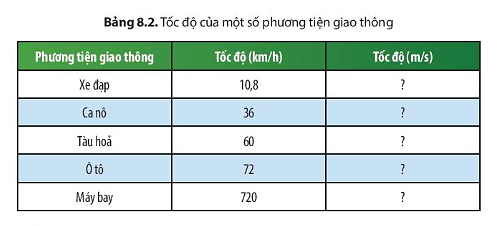 Bảng 8.2. Tốc độ của một số phương tiện giao thông
Phương tiện giao thông Tốc độ (km/h) Tốc độ (m/s)
Xe đạp 10,8 ?
Ca nô 36 ?
Tàu hoả 60 ?
Ô tô 72 ?
Máy bay 720 ?